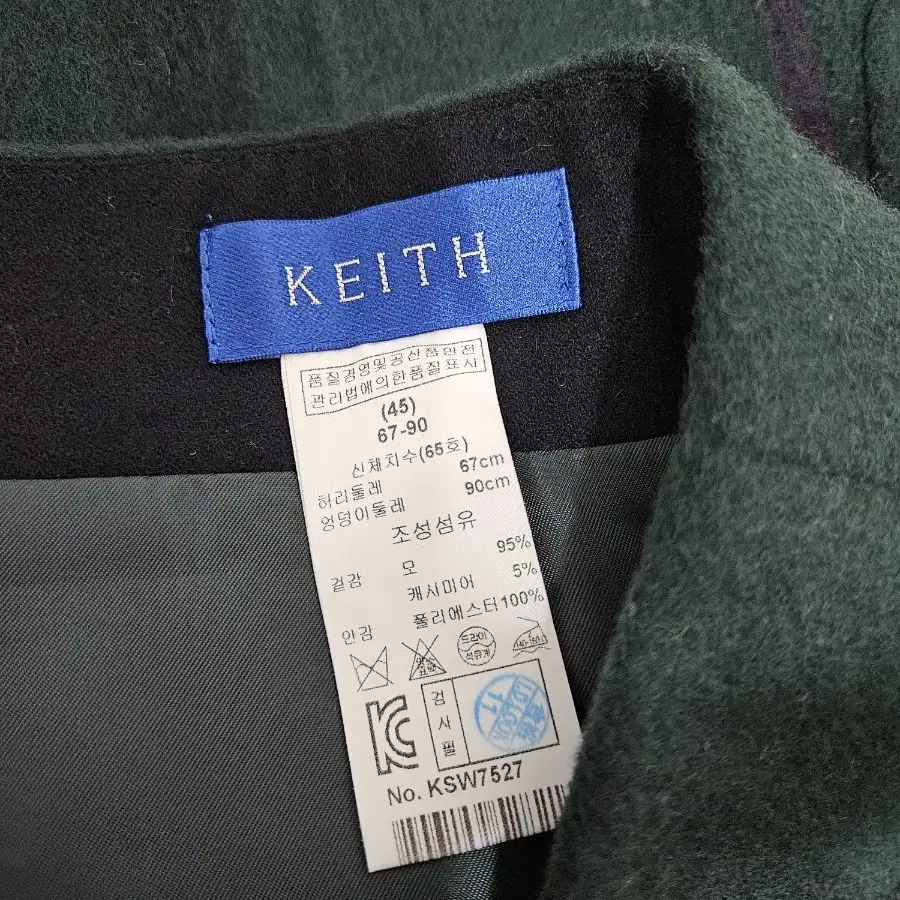 KEITH
품질경영및공산품안전
관리법에의한품질표시
(45)
67-90
신체치수(65호)
허리둘레 67cm
엉덩이둘레 90cm
조성섬유
겉감 모 95%
캐시미어 5%
안감 폴리에스터100%
드라이
석유계
검사필
No. KSW7527